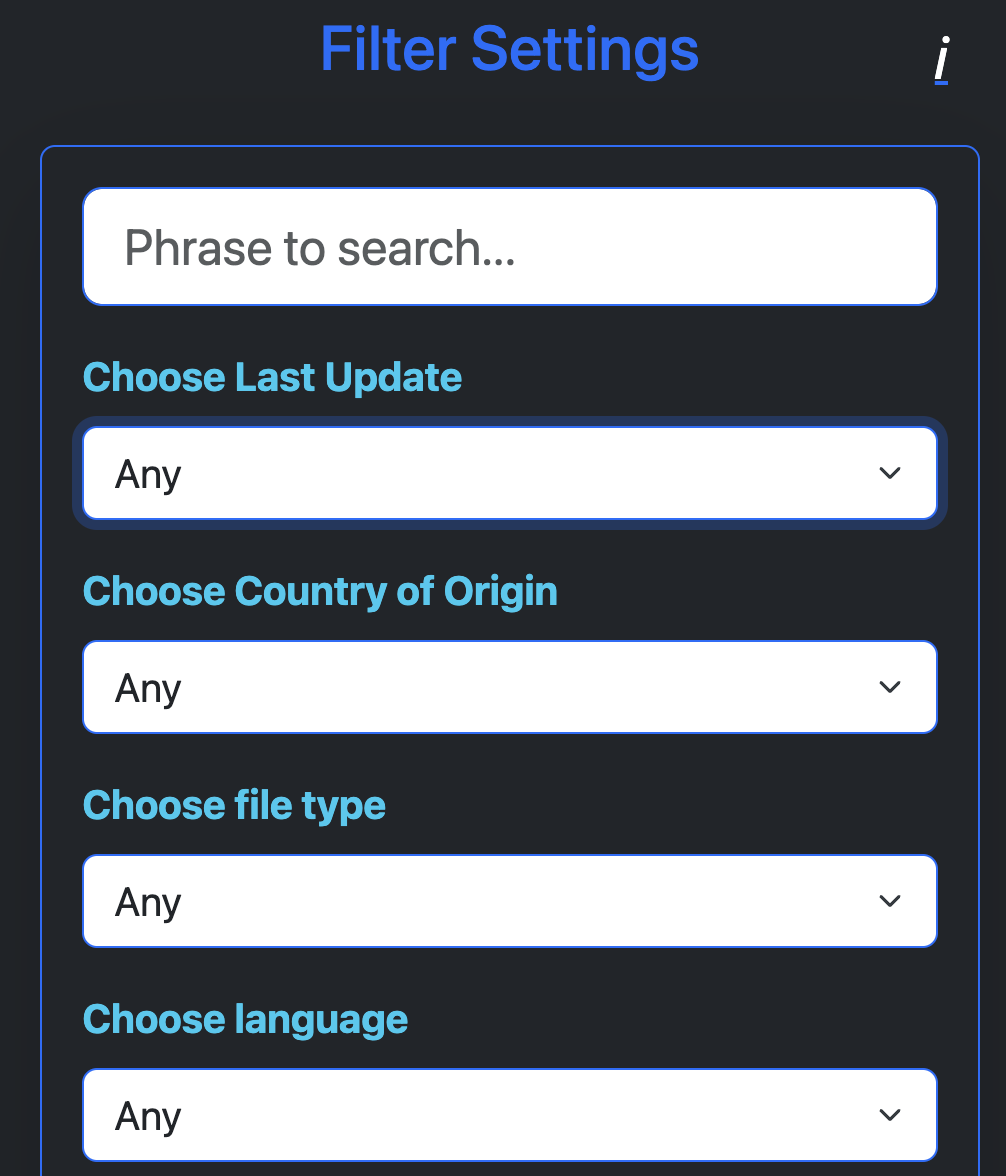 Filter Settings
i
Phrase to search...
Choose Last Update
Any
Choose Country of Origin
Any
Choose file type
Any
Choose language
Any